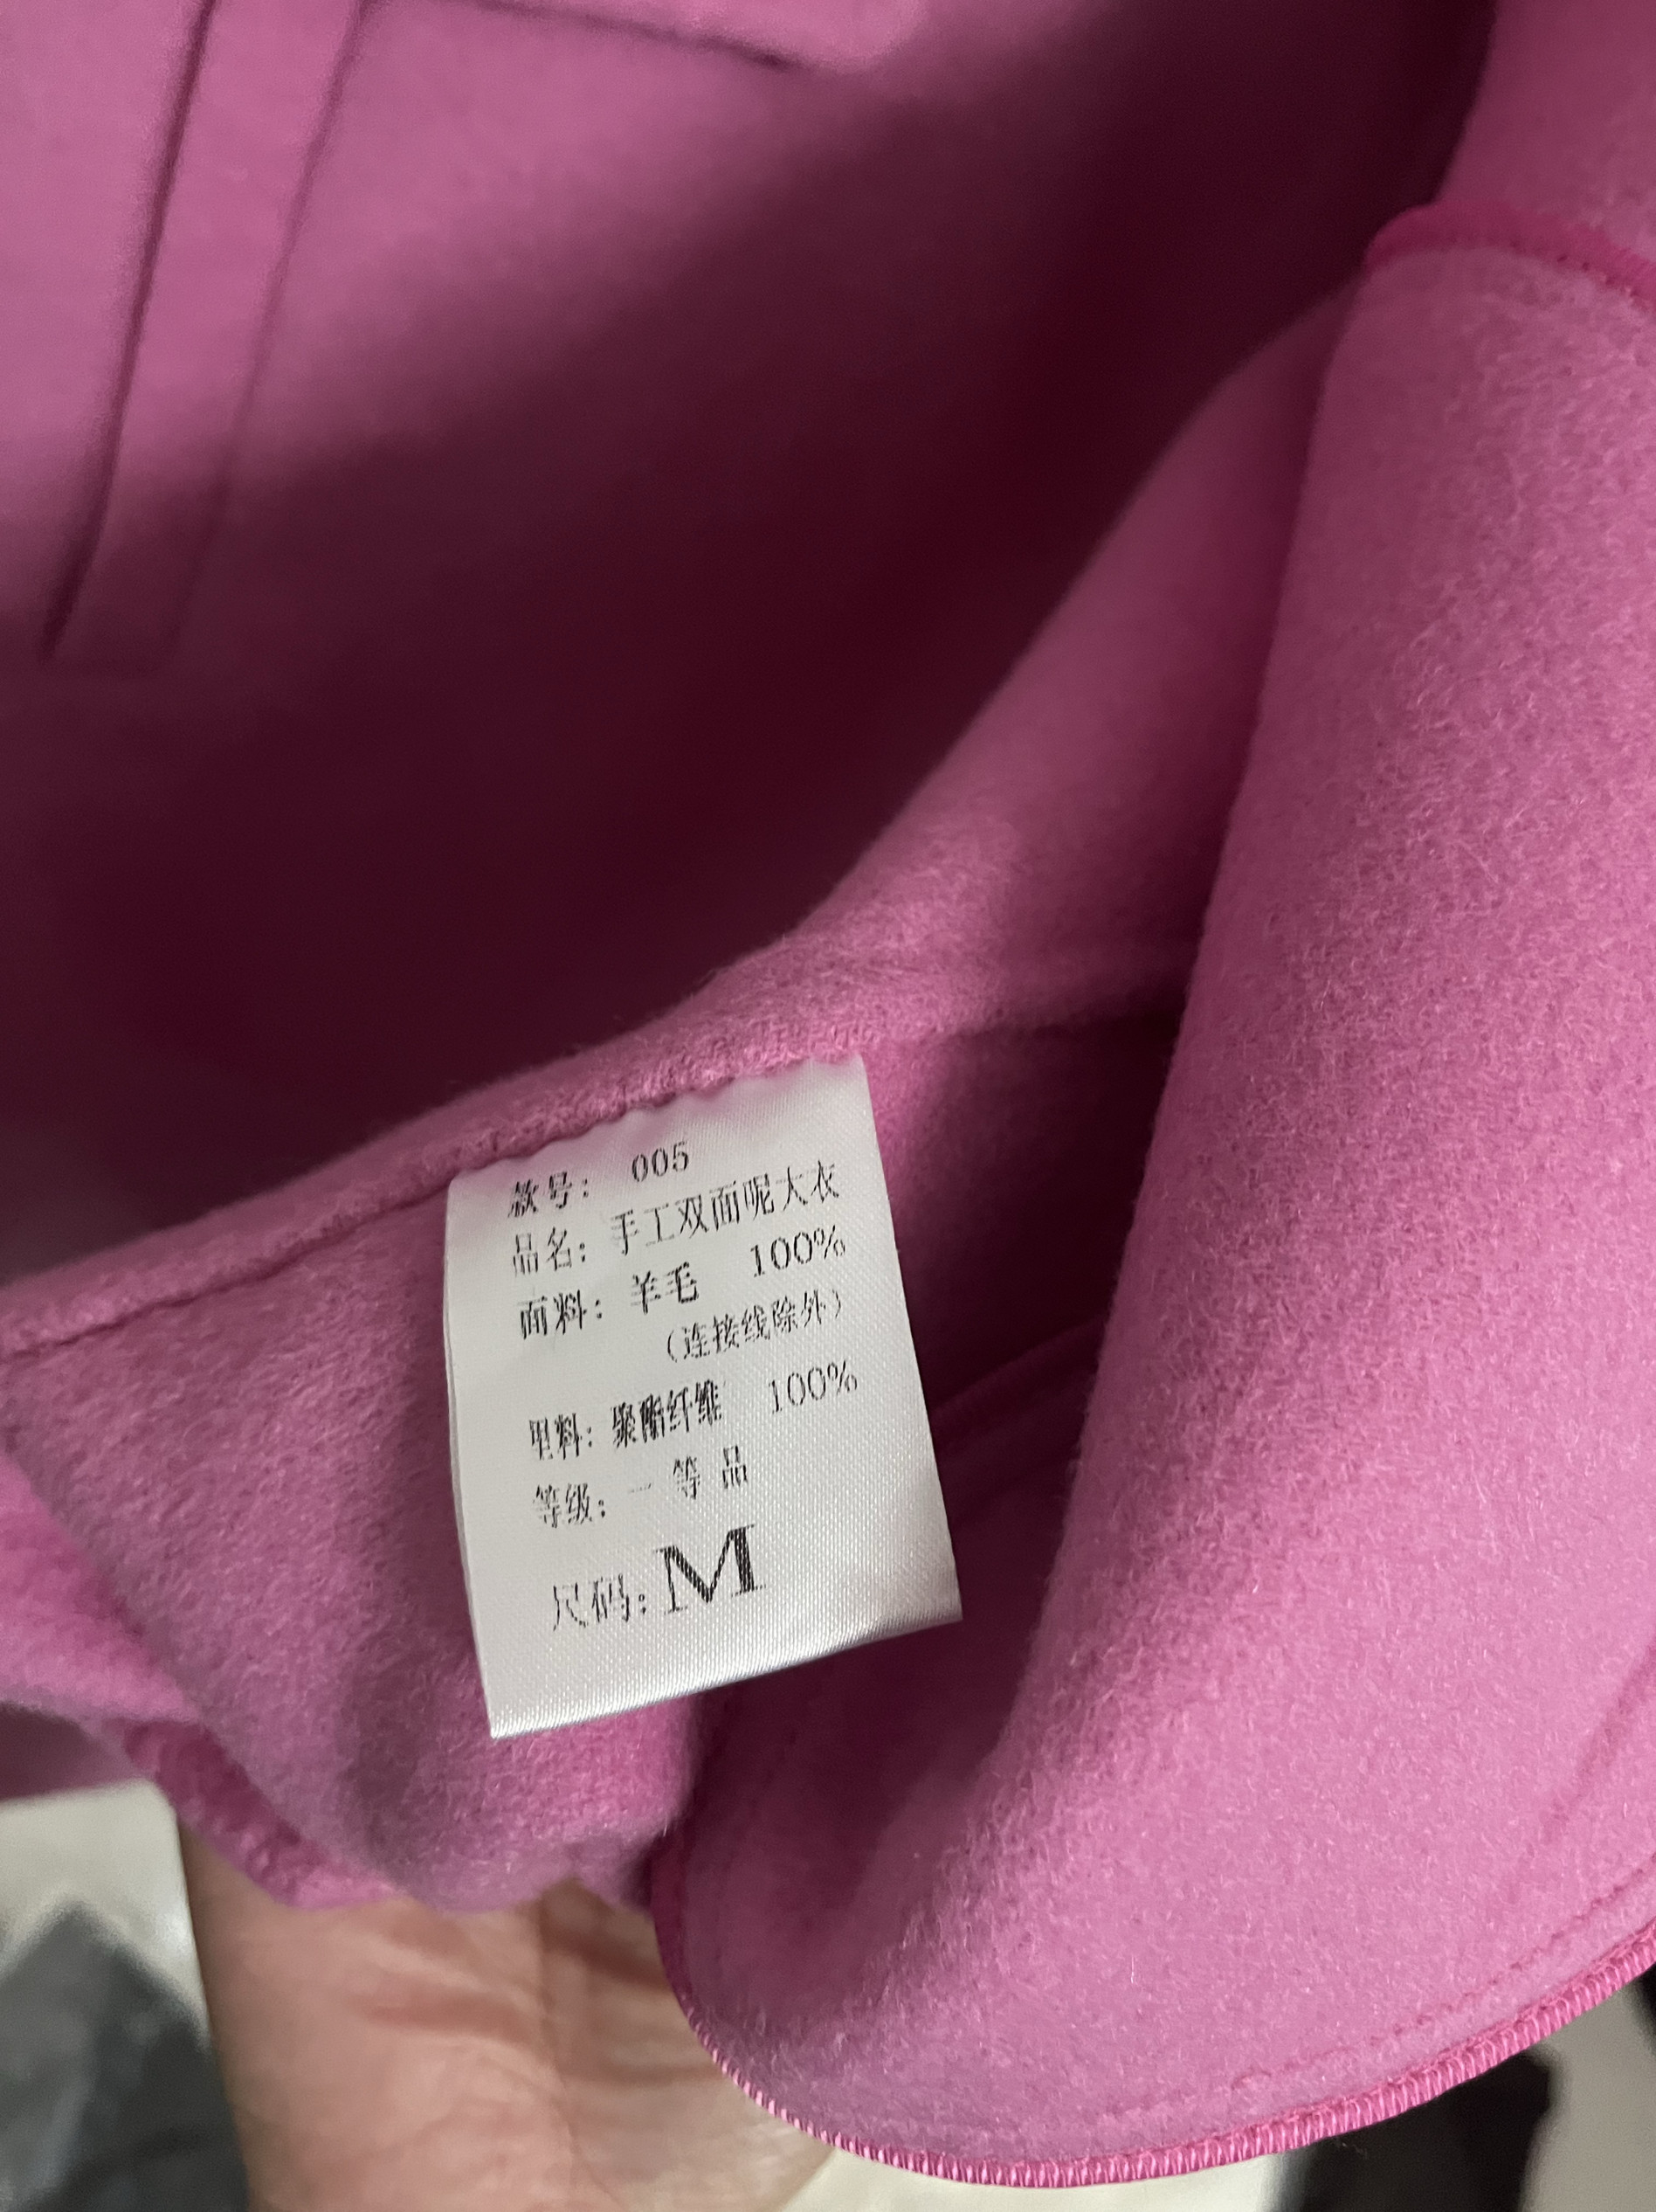 款号： 005
品名：手工双面呢大衣
面料：羊毛 100%
（连接线除外）
里料：聚酯纤维 100%
等级：一等品
尺码：M